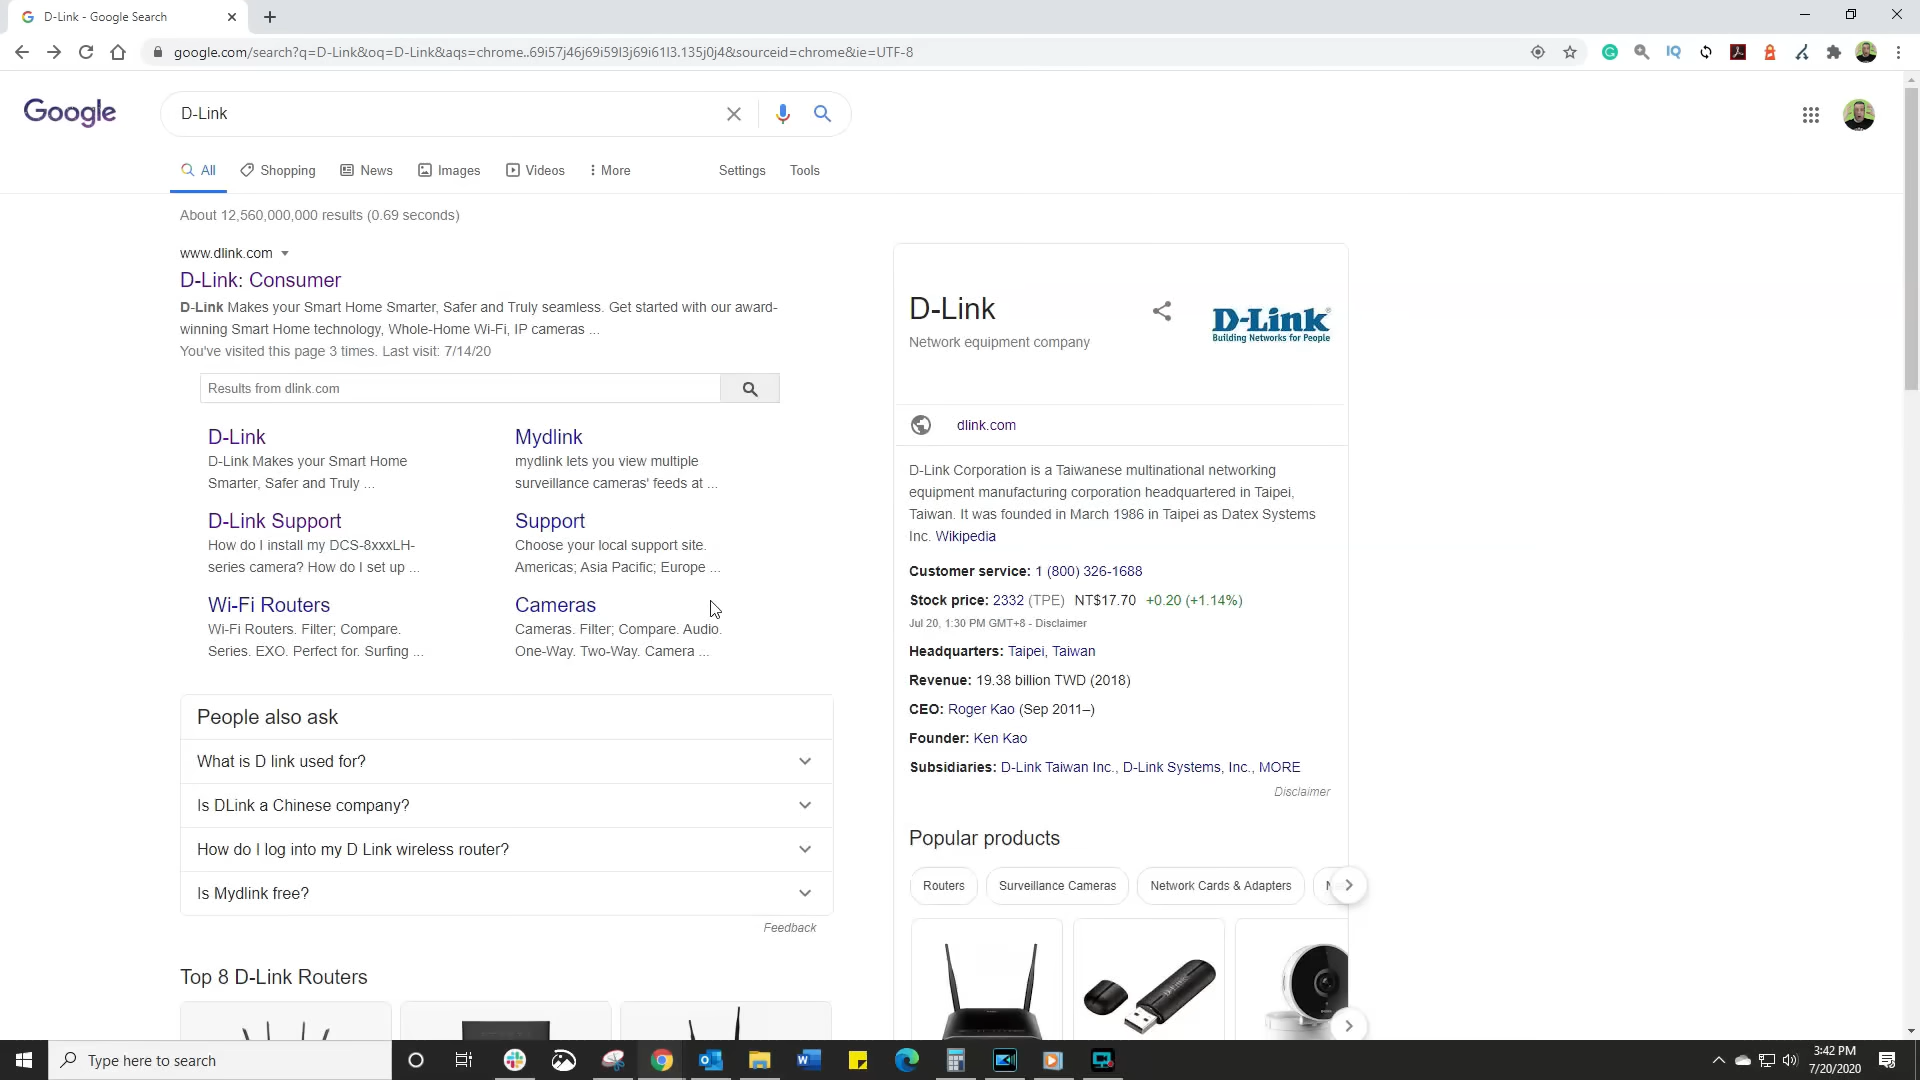 D-Link - Google Search
google.com/search?q=D-Link&oq=D-Link&aqs=chrome..69i57j46j69i59l3j69i61l3.135j0j4&sourceid=chrome&ie=UTF-8
Google
D-Link
All
Shopping
News
Images
Videos
More
Settings
Tools
About 12,560,000,000 results (0.69 seconds)
www.dlink.com
D-Link: Consumer
D-Link Makes your Smart Home Smarter, Safer and Truly seamless. Get started with our award-
winning Smart Home technology, Whole-Home Wi-Fi, IP cameras ...
You've visited this page 3 times. Last visit: 7/14/20
Results from dlink.com
D-Link
D-Link Makes your Smart Home
Smarter, Safer and Truly ...
Mydlink
mydlink lets you view multiple
surveillance cameras' feeds at ...
D-Link Support
How do I install my DCS-8xxxLH-
series camera? How do I set up ...
Support
Choose your local support site.
Americas; Asia Pacific; Europe ...
Wi-Fi Routers
Wi-Fi Routers. Filter; Compare.
Series. EXO. Perfect for. Surfing ...
Cameras
Cameras. Filter; Compare. Audio.
One-Way. Two-Way. Camera ...
People also ask
What is D link used for?
Is DLink a Chinese company?
How do I log into my D Link wireless router?
Is Mydlink free?
Feedback
Top 8 D-Link Routers
D-Link
Network equipment company
D-Link
Building Networks for People
dlink.com
D-Link Corporation is a Taiwanese multinational networking
equipment manufacturing corporation headquartered in Taipei,
Taiwan. It was founded in March 1986 in Taipei as Datex Systems
Inc. Wikipedia
Customer service: 1 (800) 326-1688
Stock price: 2332 (TPE) NT$17.70 +0.20 (+1.14%)
Jul 20, 1:30 PM GMT+8 - Disclaimer
Headquarters: Taipei, Taiwan
Revenue: 19.38 billion TWD (2018)
CEO: Roger Kao (Sep 2011–)
Founder: Ken Kao
Subsidiaries: D-Link Taiwan Inc., D-Link Systems, Inc., MORE
Disclaimer
Popular products
Routers
Surveillance Cameras
Network Cards & Adapters
Type here to search
3:42 PM
7/20/2020